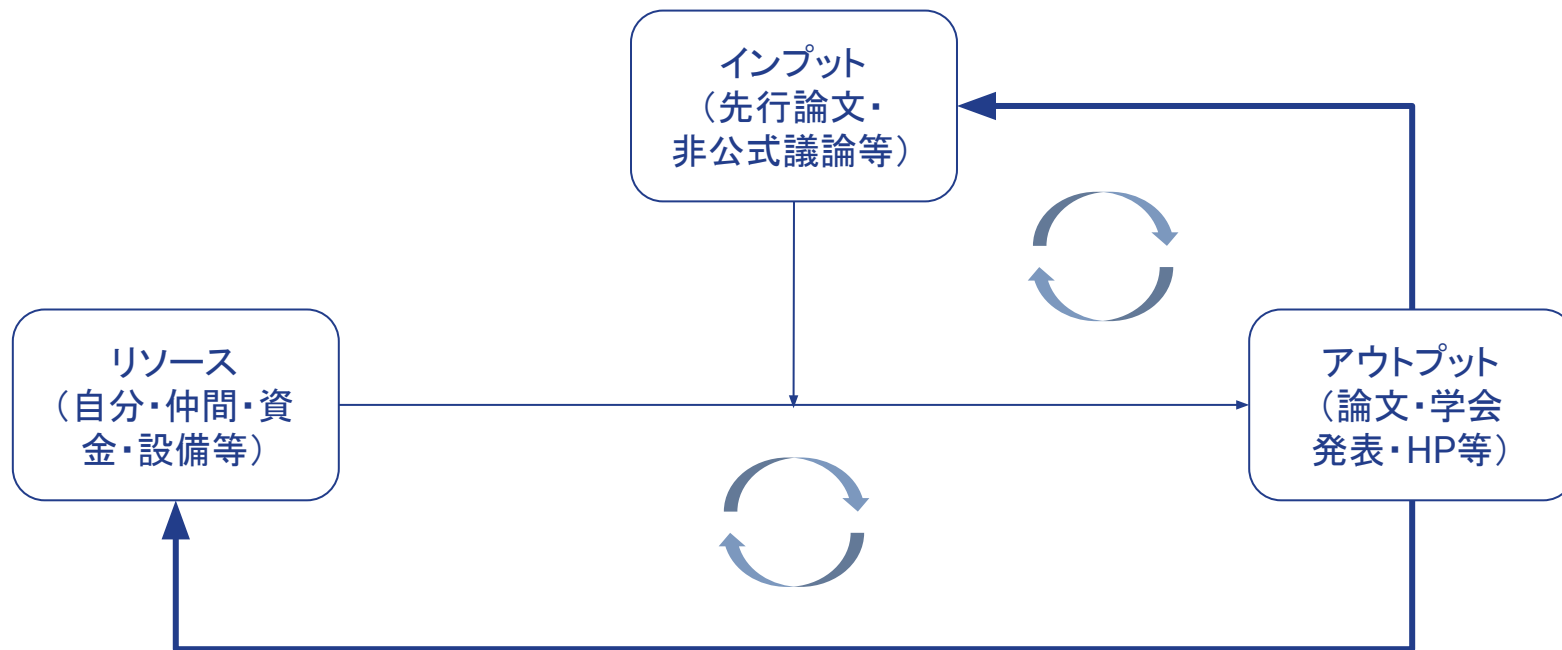 インプット
（先行論文・
非公式議論等）
リソース
（自分・仲間・資
金・設備等）
アウトプット
（論文・学会
発表・HP等）